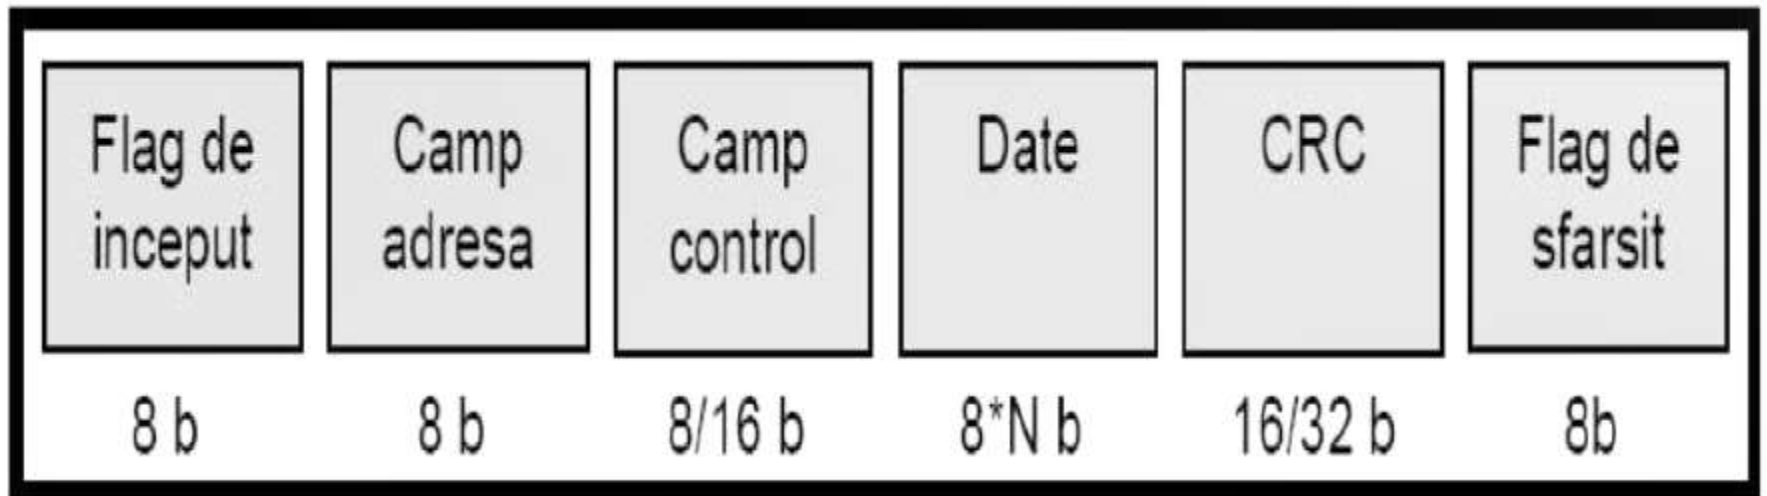 Flag de
inceput
Camp
adresa
Camp
control
Date
CRC
Flag de
sfarsit
8 b
8 b
8/16 b
8*N b
16/32 b
8b